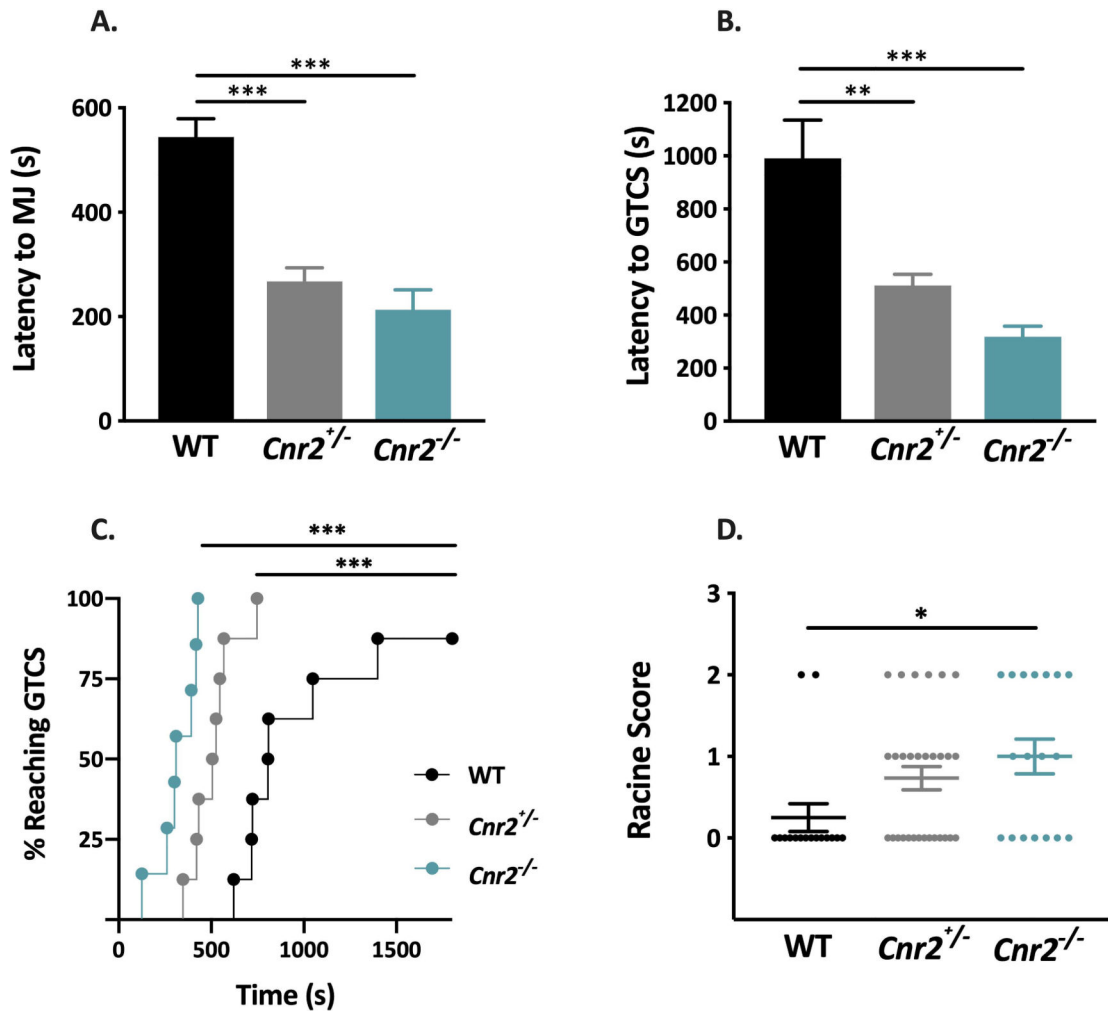 A.
***
***
Latency to MJ (s)
600
400
200
0
WT
Cnr2+/-
Cnr2-/-
B.
***
**
Latency to GTCS (s)
1200
1000
800
600
400
200
0
WT
Cnr2+/-
Cnr2-/-
C.
***
***
% Reaching GTCS
100
75
50
25
0
500
1000
1500
Time (s)
WT
Cnr2+/-
Cnr2-/-
D.
*
Racine Score
3
2
1
0
WT
Cnr2+/-
Cnr2-/-